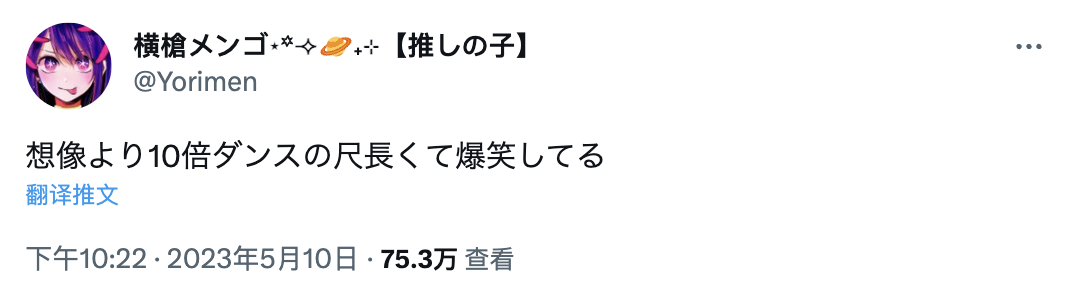 横槍メンゴ⋆꙳✧🪐₊⊹【推しの子】
@Yorimen
想像より10倍ダンスの尺長くて爆笑してる
翻译推文
下午10:22 · 2023年5月10日 · 75.3万 查看